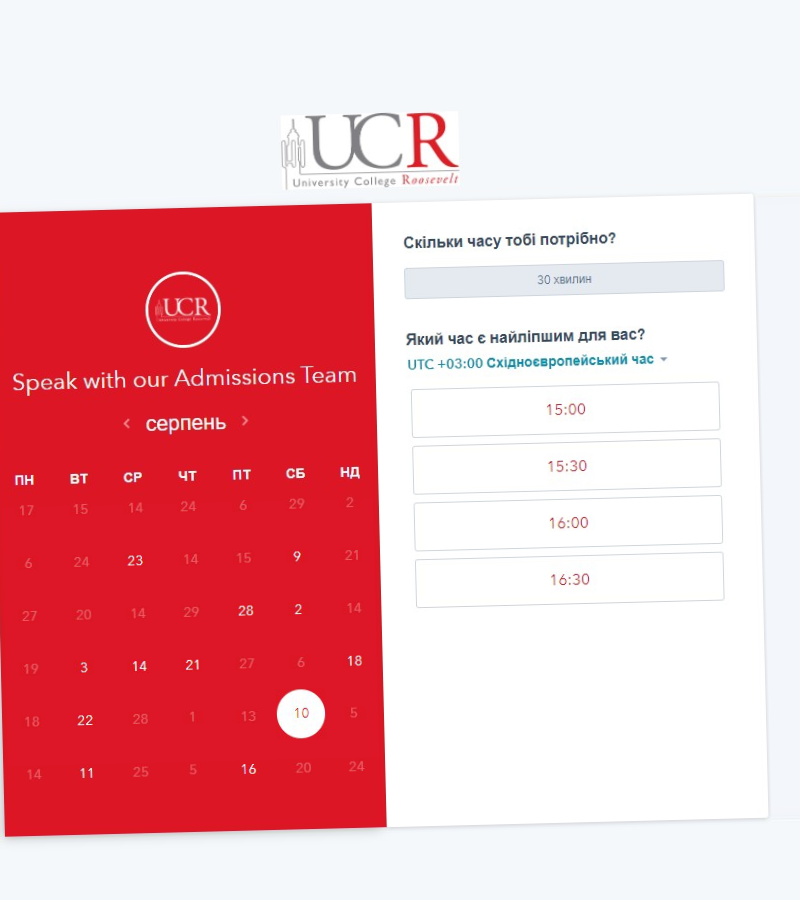 UCR
University College Roosevelt
UCR
Speak with our Admissions Team
серпень
ПН ВТ СР ЧТ ПТ СБ НД
17 15 14 24 6 29 2
6 24 23 14 15 9 21
27 20 14 29 28 2 14
19 3 14 21 27 6 18
18 22 28 1 13 10 5
14 11 25 5 16 20 24
Скільки часу тобі потрібно?
30 хвилин
Який час є найліпшим для вас?
UTC +03:00 Східноєвропейський час
15:00
15:30
16:00
16:30